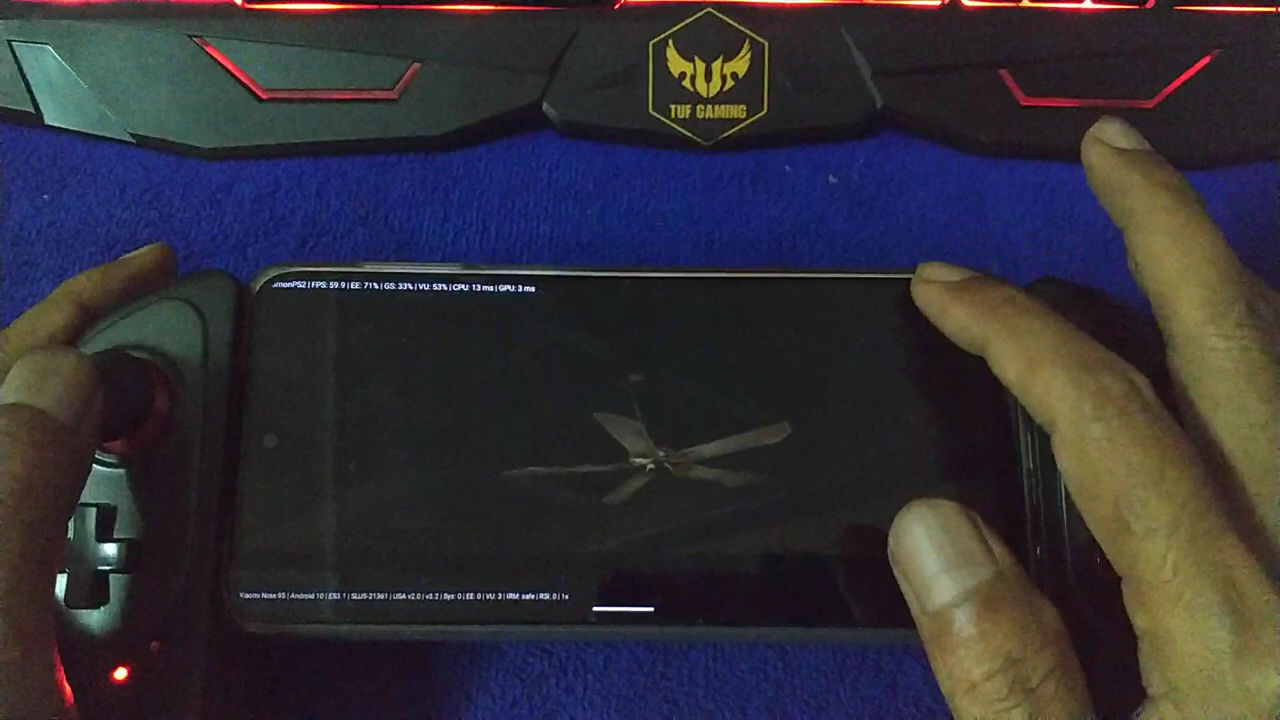 TUF GAMING
monPS2 | FPS: 59.9 | EE: 71% | GS: 33% | VU: 53% | CPU: 13 ms | GPU: 3 ms
Xiaomi Note 9S | Android 10 | ES3.1 | SLUS-21361 | USA v2.0 | v3.2 | Sys: 0 | EE: 0 | VU: 3 | IRM: safe | RSI: 0 | 1x